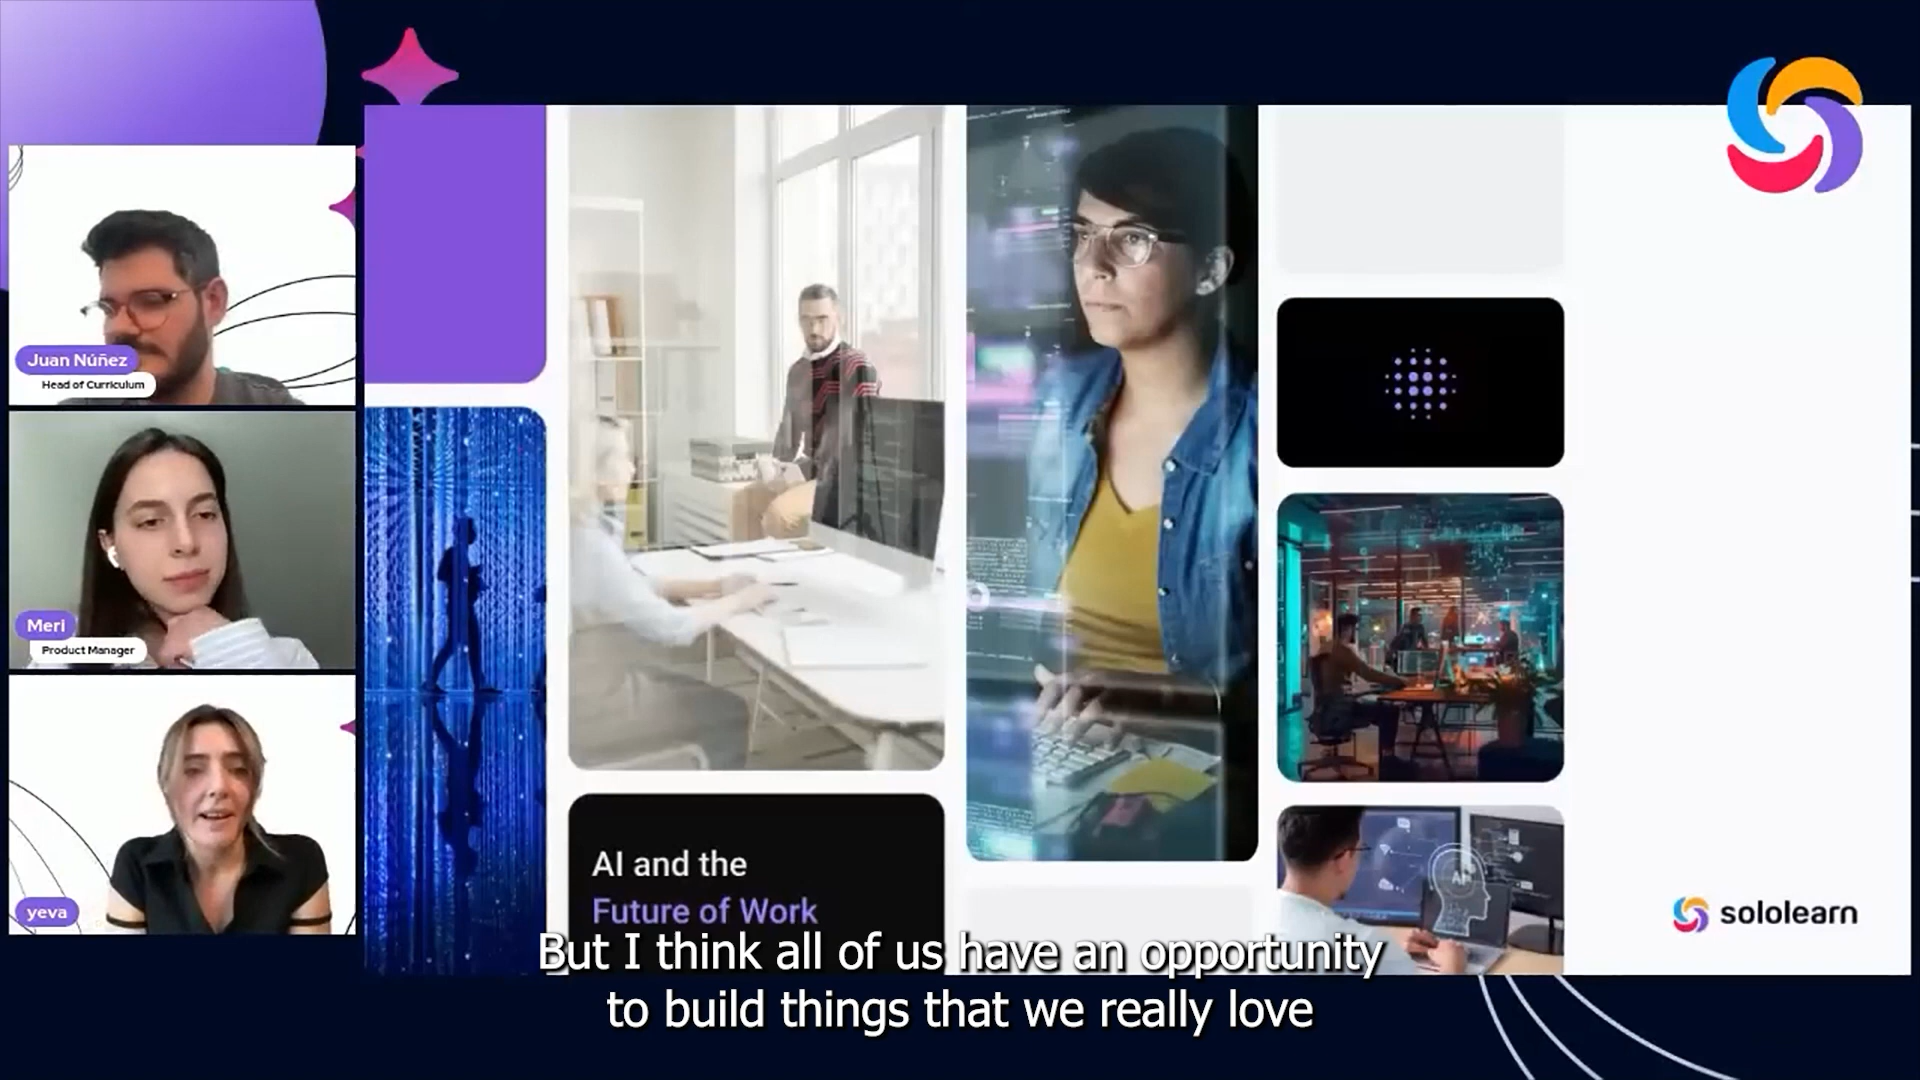 Juan Núñez
Head of Curriculum
Meri
Product Manager
yeva
AI and the
Future of Work
AI
sololearn
But I think all of us have an opportunity
to build things that we really love